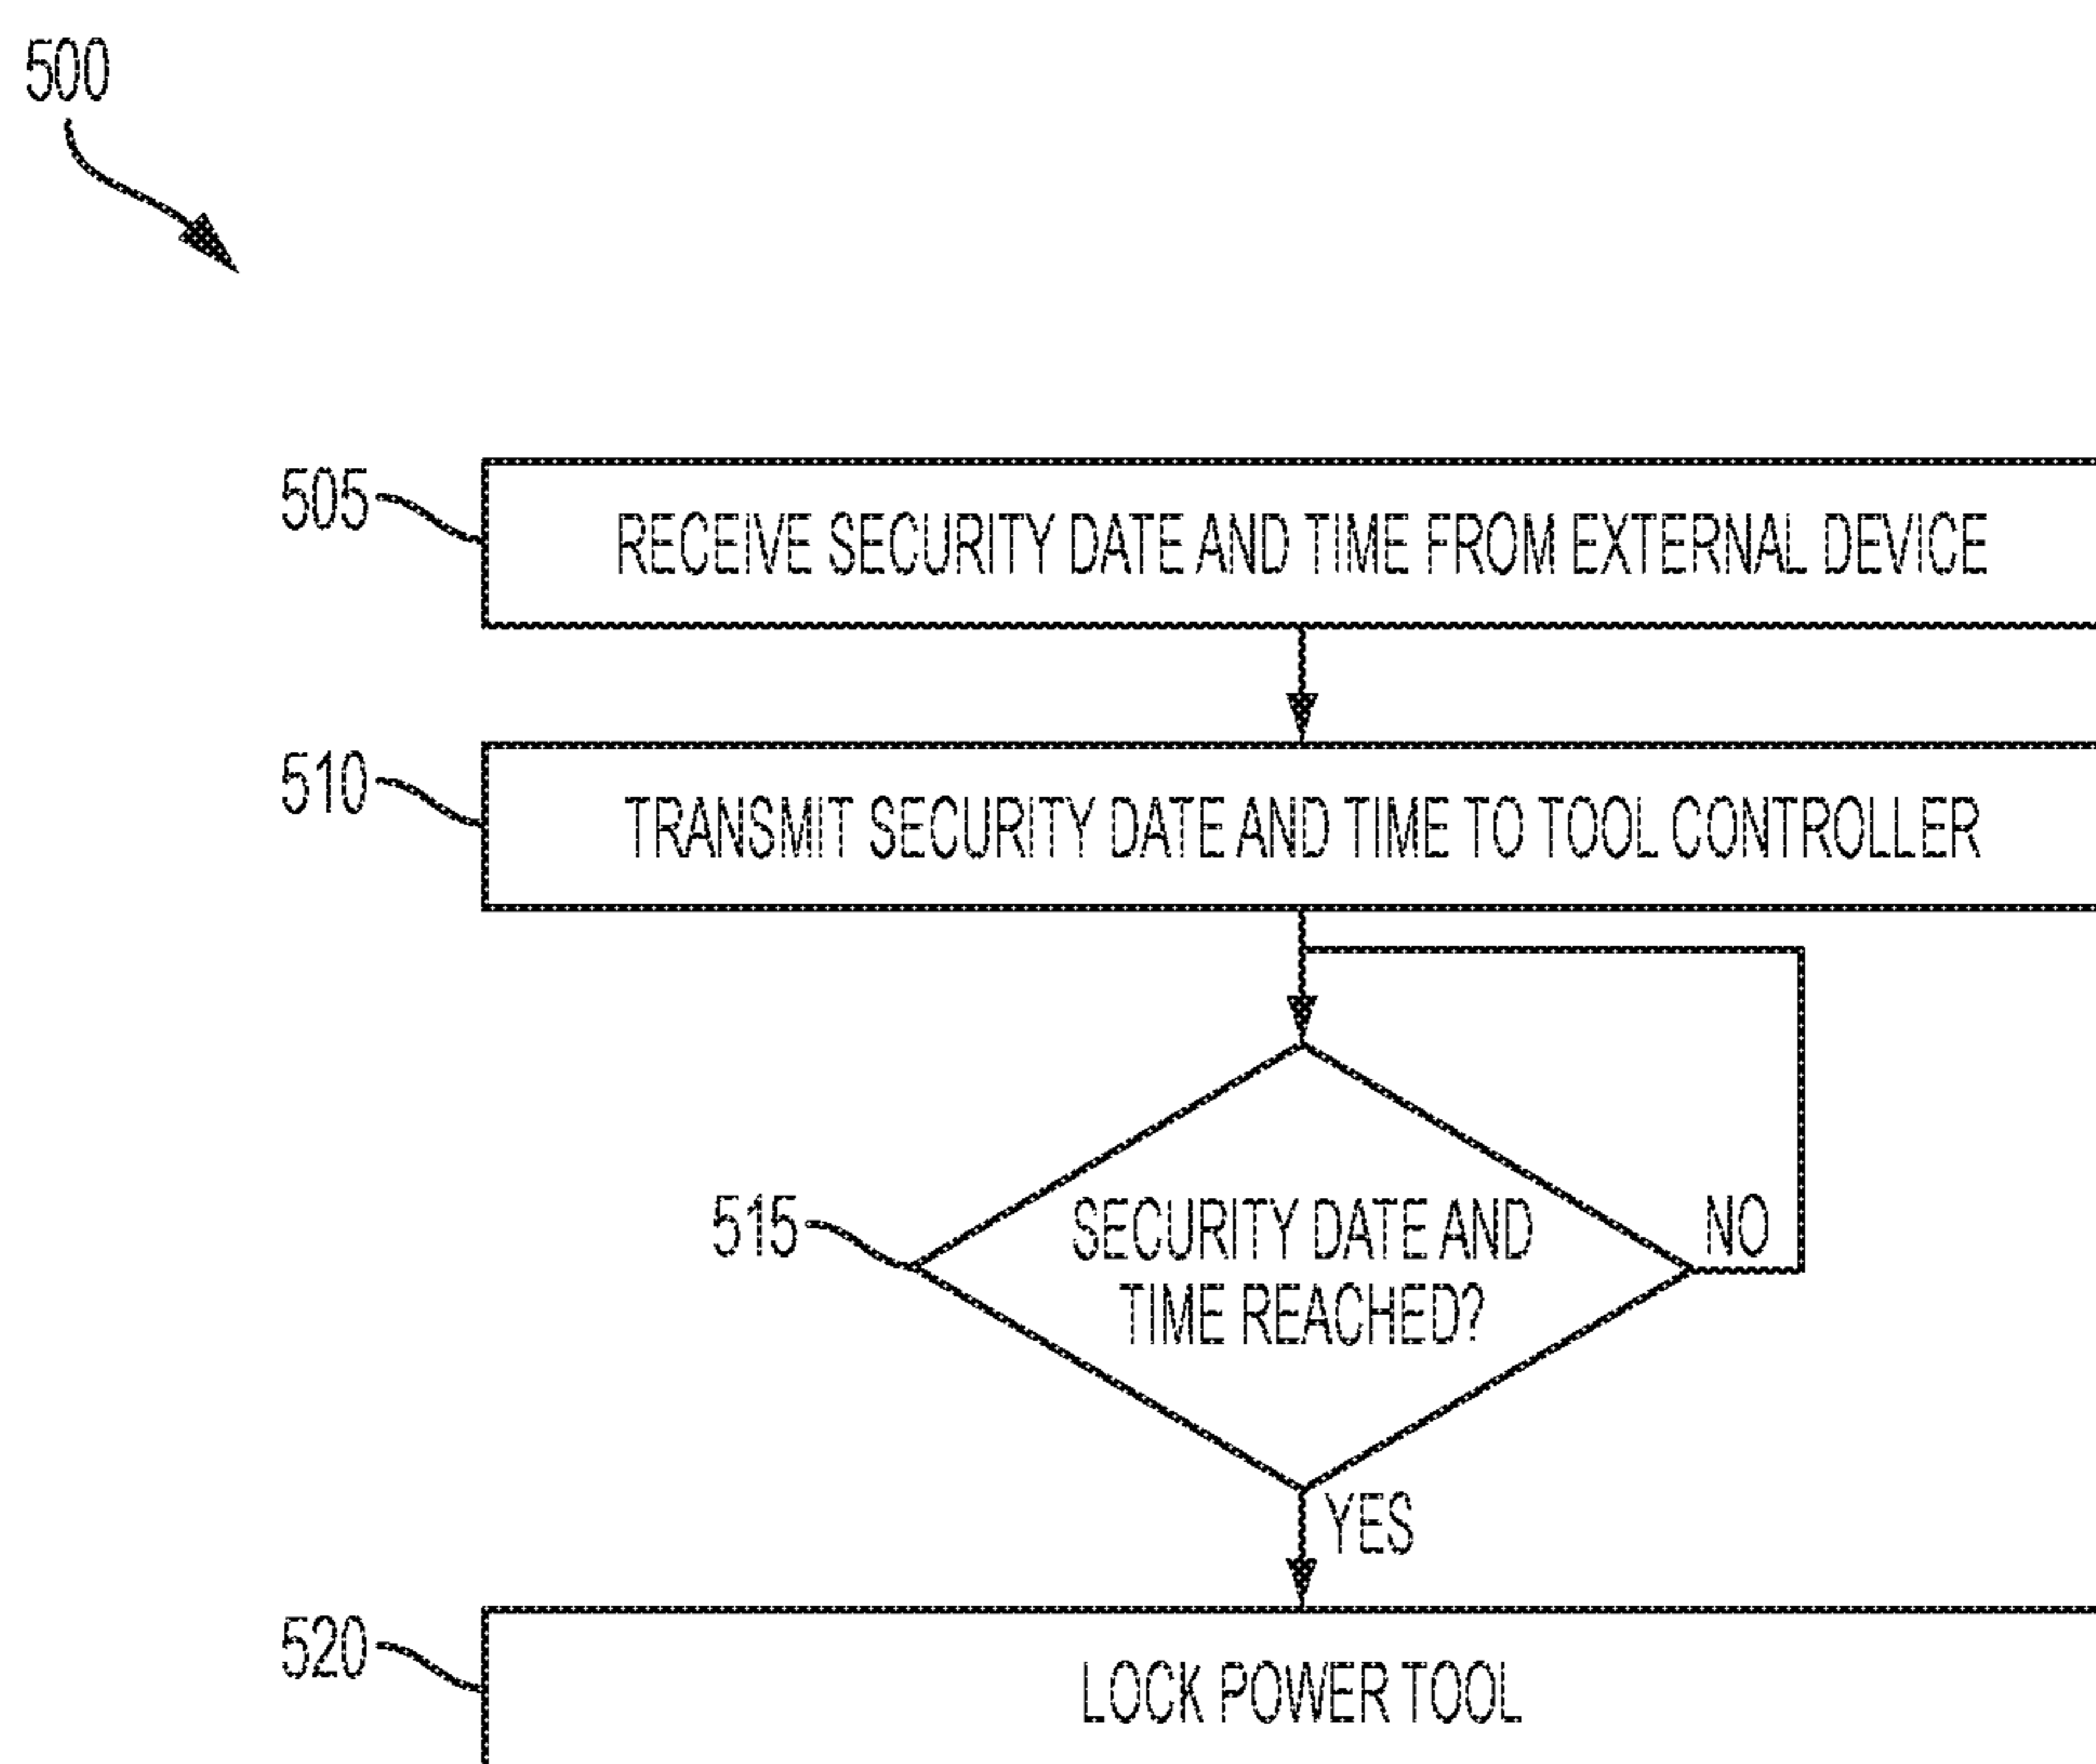 500
505
RECEIVE SECURITY DATE AND TIME FROM EXTERNAL DEVICE
510
TRANSMIT SECURITY DATE AND TIME TO TOOL CONTROLLER
515
SECURITY DATE AND
TIME REACHED?
NO
YES
520
LOCK POWER TOOL